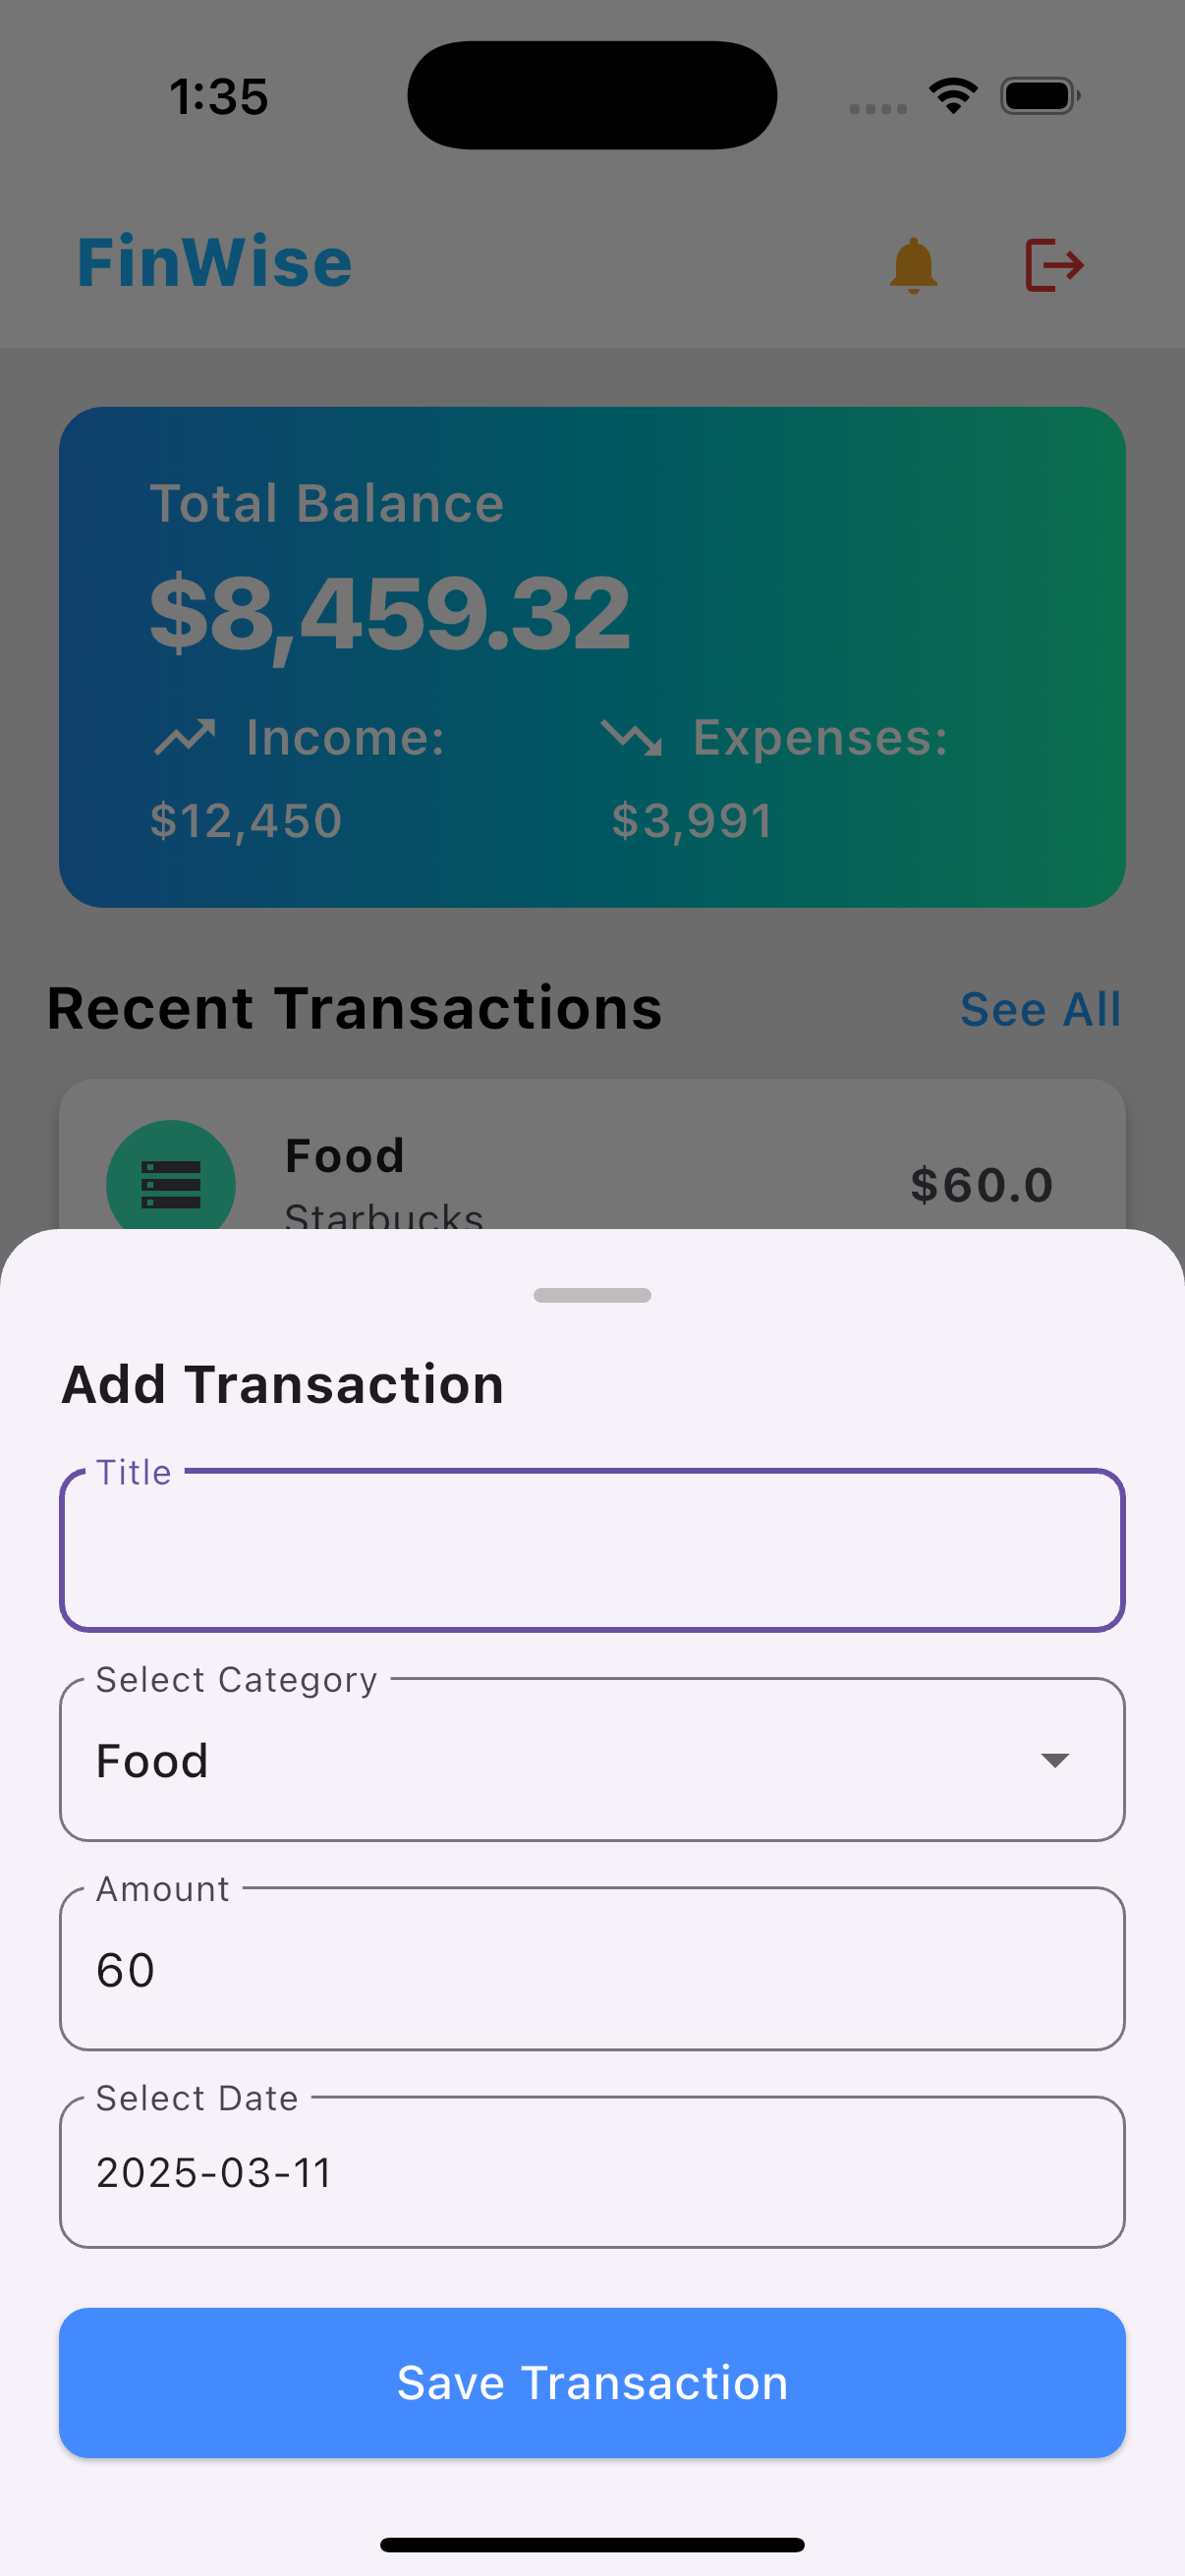 1:35
FinWise
Total Balance
$8,459.32
Income: Expenses:
$12,450 $3,991
Recent Transactions See All
Food
$60.0
Starbucks
Add Transaction
Title
Select Category
Food
Amount
60
Select Date
2025-03-11
Save Transaction